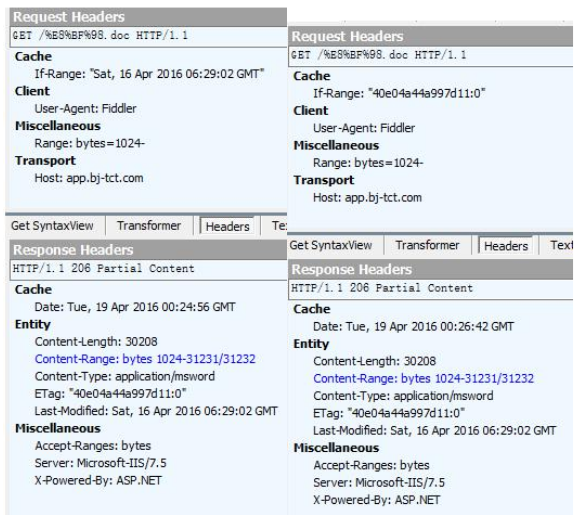 Request Headers
GET /%E8%BF%98.doc HTTP/1.1
Cache
If-Range: "Sat, 16 Apr 2016 06:29:02 GMT"
Client
User-Agent: Fiddler
Miscellaneous
Range: bytes=1024-
Transport
Host: app.bj-tct.com
Get SyntaxView Transformer Headers Te
Response Headers
HTTP/1.1 206 Partial Content
Cache
Date: Tue, 19 Apr 2016 00:24:56 GMT
Entity
Content-Length: 30208
Content-Range: bytes 1024-31231/31232
Content-Type: application/msword
ETag: "40e04a44a997d11:0"
Last-Modified: Sat, 16 Apr 2016 06:29:02 GMT
Miscellaneous
Accept-Ranges: bytes
Server: Microsoft-IIS/7.5
X-Powered-By: ASP.NET
Request Headers
GET /%E8%BF%98.doc HTTP/1.1
Cache
If-Range: "40e04a44a997d11:0"
Client
User-Agent: Fiddler
Miscellaneous
Range: bytes=1024-
Transport
Host: app.bj-tct.com
Get SyntaxView Transformer Headers Text
Response Headers
HTTP/1.1 206 Partial Content
Cache
Date: Tue, 19 Apr 2016 00:26:42 GMT
Entity
Content-Length: 30208
Content-Range: bytes 1024-31231/31232
Content-Type: application/msword
ETag: "40e04a44a997d11:0"
Last-Modified: Sat, 16 Apr 2016 06:29:02 GMT
Miscellaneous
Accept-Ranges: bytes
Server: Microsoft-IIS/7.5
X-Powered-By: ASP.NET